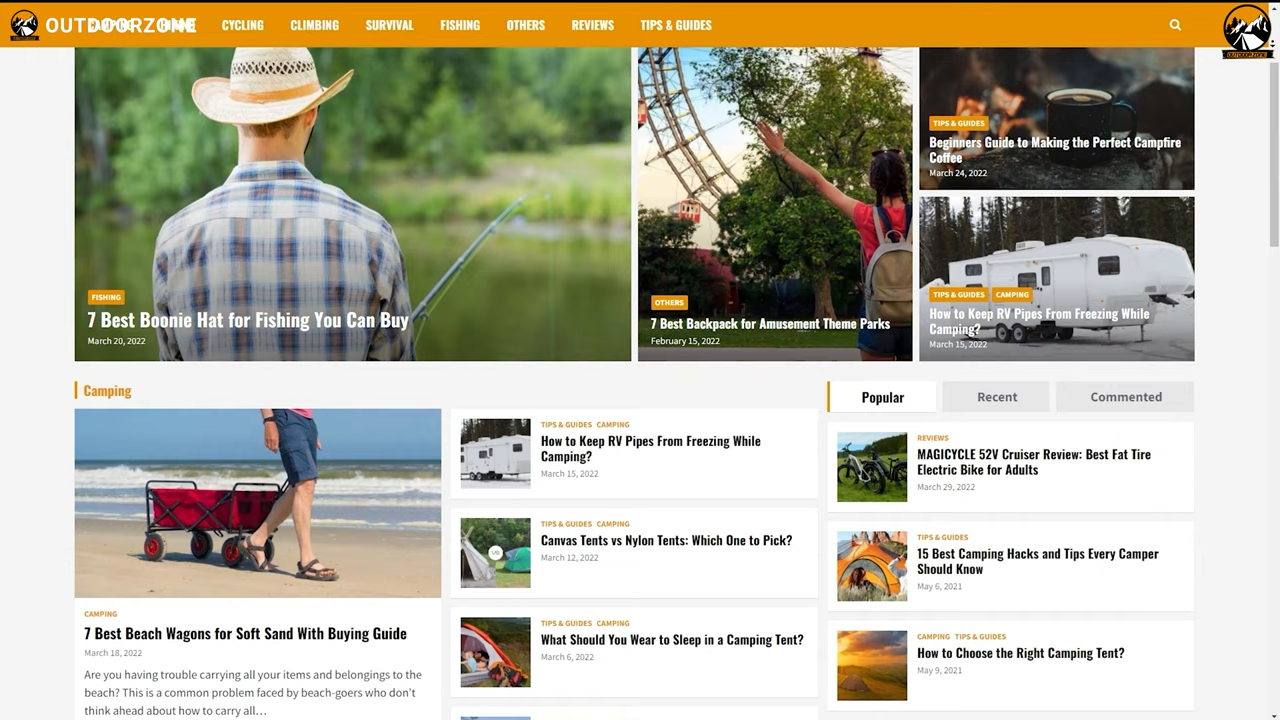 OUTDOORZONE
CYCLING
CLIMBING
SURVIVAL
FISHING
OTHERS
REVIEWS
TIPS & GUIDES
OUTDOORZONE
FISHING
7 Best Boonie Hat for Fishing You Can Buy
March 20, 2022
OTHERS
7 Best Backpack for Amusement Theme Parks
February 15, 2022
TIPS & GUIDES
Beginners Guide to Making the Perfect Campfire
Coffee
March 24, 2022
TIPS & GUIDES CAMPING
How to Keep RV Pipes From Freezing While
Camping?
March 15, 2022
Camping
CAMPING
7 Best Beach Wagons for Soft Sand With Buying Guide
March 18, 2022
Are you having trouble carrying all your items and belongings to the
beach? This is a common problem faced by beach-goers who don't
think ahead about how to carry all…
TIPS & GUIDES CAMPING
How to Keep RV Pipes From Freezing While
Camping?
March 15, 2022
TIPS & GUIDES CAMPING
Canvas Tents vs Nylon Tents: Which One to Pick?
March 12, 2022
VS
TIPS & GUIDES CAMPING
What Should You Wear to Sleep in a Camping Tent?
March 6, 2022
Popular
Recent
Commented
REVIEWS
MAGICYCLE 52V Cruiser Review: Best Fat Tire
Electric Bike for Adults
March 29, 2022
TIPS & GUIDES
15 Best Camping Hacks and Tips Every Camper
Should Know
May 6, 2021
CAMPING TIPS & GUIDES
How to Choose the Right Camping Tent?
May 9, 2021